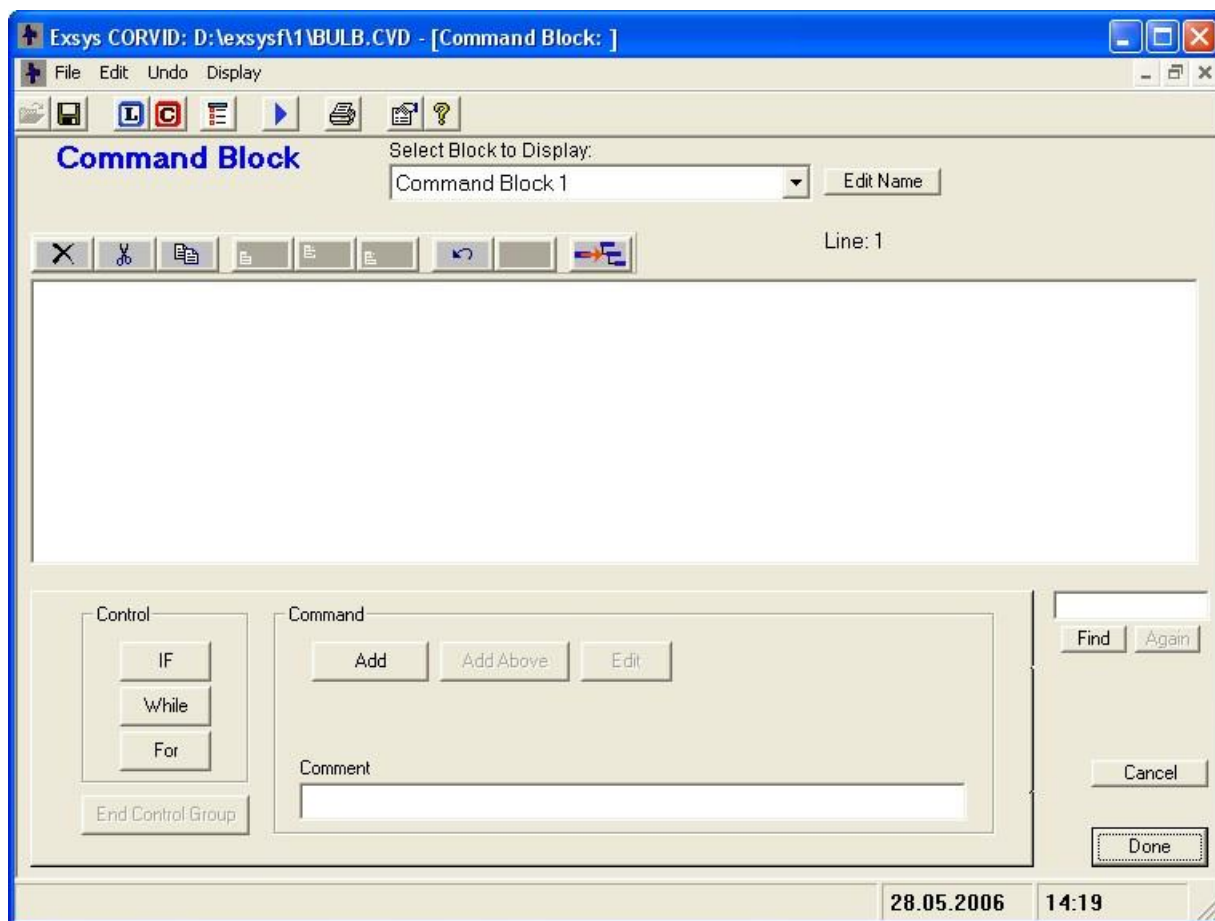 Exsys CORVID: D:\exsysf\1\BULB.CVD - [Command Block: ]
File Edit Undo Display
L C ?
Command Block
Select Block to Display:
Command Block 1
Edit Name
Line: 1
Control
IF
While
For
End Control Group
Command
Add Add Above Edit
Comment
Find Again
Cancel
Done
28.05.2006 14:19